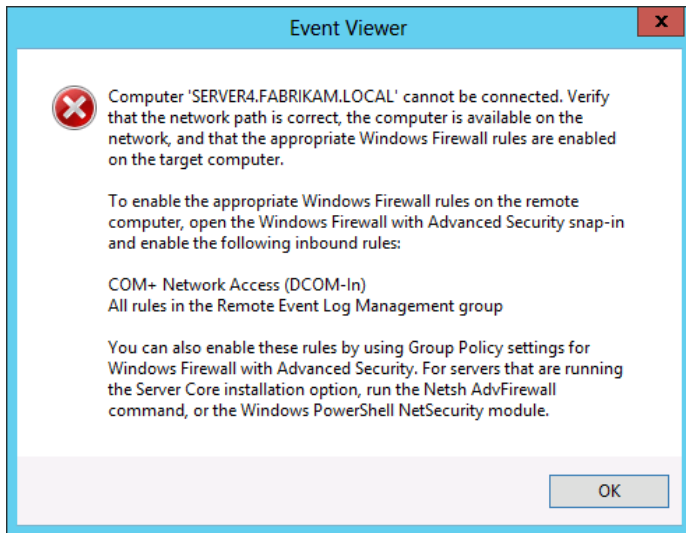 Event Viewer
x
Computer 'SERVER4.FABRIKAM.LOCAL' cannot be connected. Verify
that the network path is correct, the computer is available on the
network, and that the appropriate Windows Firewall rules are enabled
on the target computer.
To enable the appropriate Windows Firewall rules on the remote
computer, open the Windows Firewall with Advanced Security snap-in
and enable the following inbound rules:
COM+ Network Access (DCOM-In)
All rules in the Remote Event Log Management group
You can also enable these rules by using Group Policy settings for
Windows Firewall with Advanced Security. For servers that are running
the Server Core installation option, run the Netsh AdvFirewall
command, or the Windows PowerShell NetSecurity module.
OK